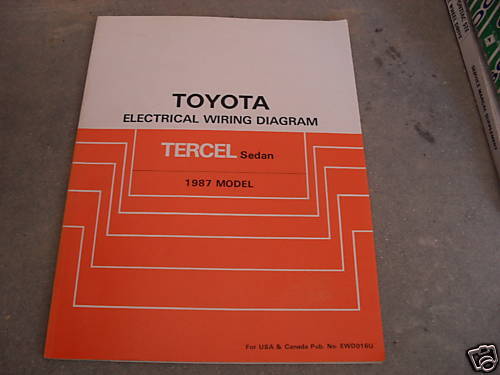 TOYOTA
ELECTRICAL WIRING DIAGRAM
TERCEL Sedan
1987 MODEL
For USA & Canada Pub. No. EWD016U